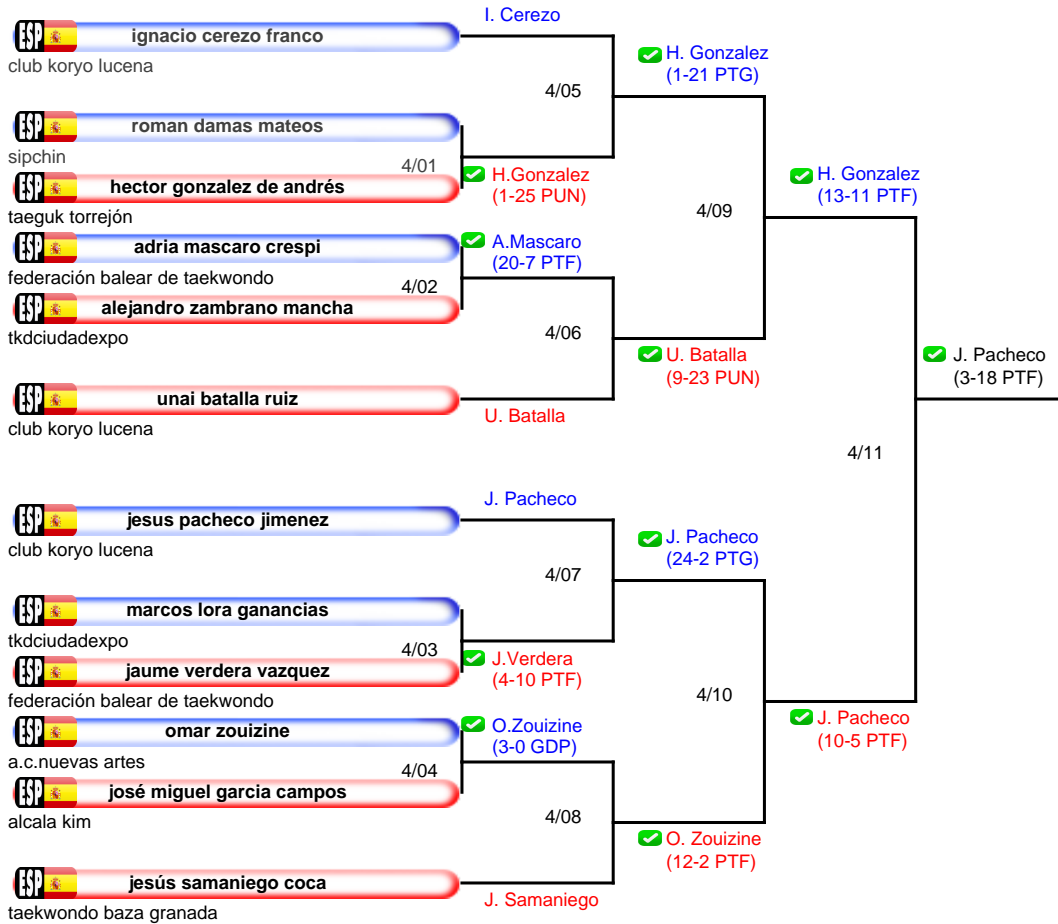 I. Cerezo
ESP ignacio cerezo franco
club koryo lucena
H. Gonzalez
(1-21 PTG)
4/05
ESP roman damas mateos
sipchin
4/01
H.Gonzalez
(1-25 PUN)
ESP hector gonzalez de andrés
taeguk torrejón
H. Gonzalez
(13-11 PTF)
4/09
ESP adria mascaro crespi
federación balear de taekwondo
A.Mascaro
(20-7 PTF)
4/02
ESP alejandro zambrano mancha
tkdciudadexpo
4/06
U. Batalla
(9-23 PUN)
ESP unai batalla ruiz
club koryo lucena
U. Batalla
J. Pacheco
(3-18 PTF)
4/11
J. Pacheco
ESP jesus pacheco jimenez
club koryo lucena
J. Pacheco
(24-2 PTG)
4/07
ESP marcos lora ganancias
tkdciudadexpo
4/03
J.Verdera
(4-10 PTF)
ESP jaume verdera vazquez
federación balear de taekwondo
4/10
J. Pacheco
(10-5 PTF)
ESP omar zouizine
a.c.nuevas artes
O.Zouizine
(3-0 GDP)
4/04
ESP josé miguel garcia campos
alcala kim
4/08
O. Zouizine
(12-2 PTF)
ESP jesús samaniego coca
taekwondo baza granada
J. Samaniego